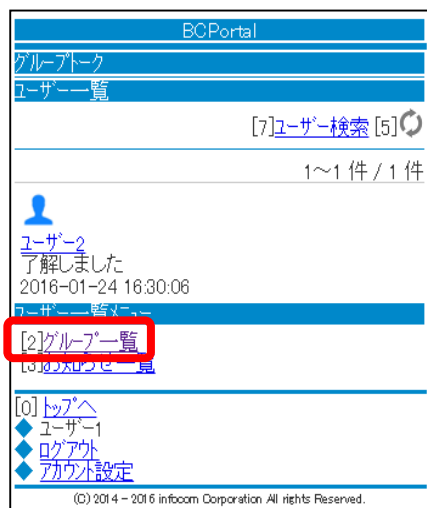 BCPortal
グループトーク
ユーザー一覧
[7]ユーザー検索 [5]
1～1 件 / 1 件
ユーザー2
了解しました
2016-01-24 16:30:06
ユーザー一覧メニュー
[2]グループ一覧
[3]お知らせ一覧
[0] トップへ
◆ ユーザー1
◆ ログアウト
◆ アカウント設定
(C) 2014 - 2016 infocom Corporation All rights Reserved.